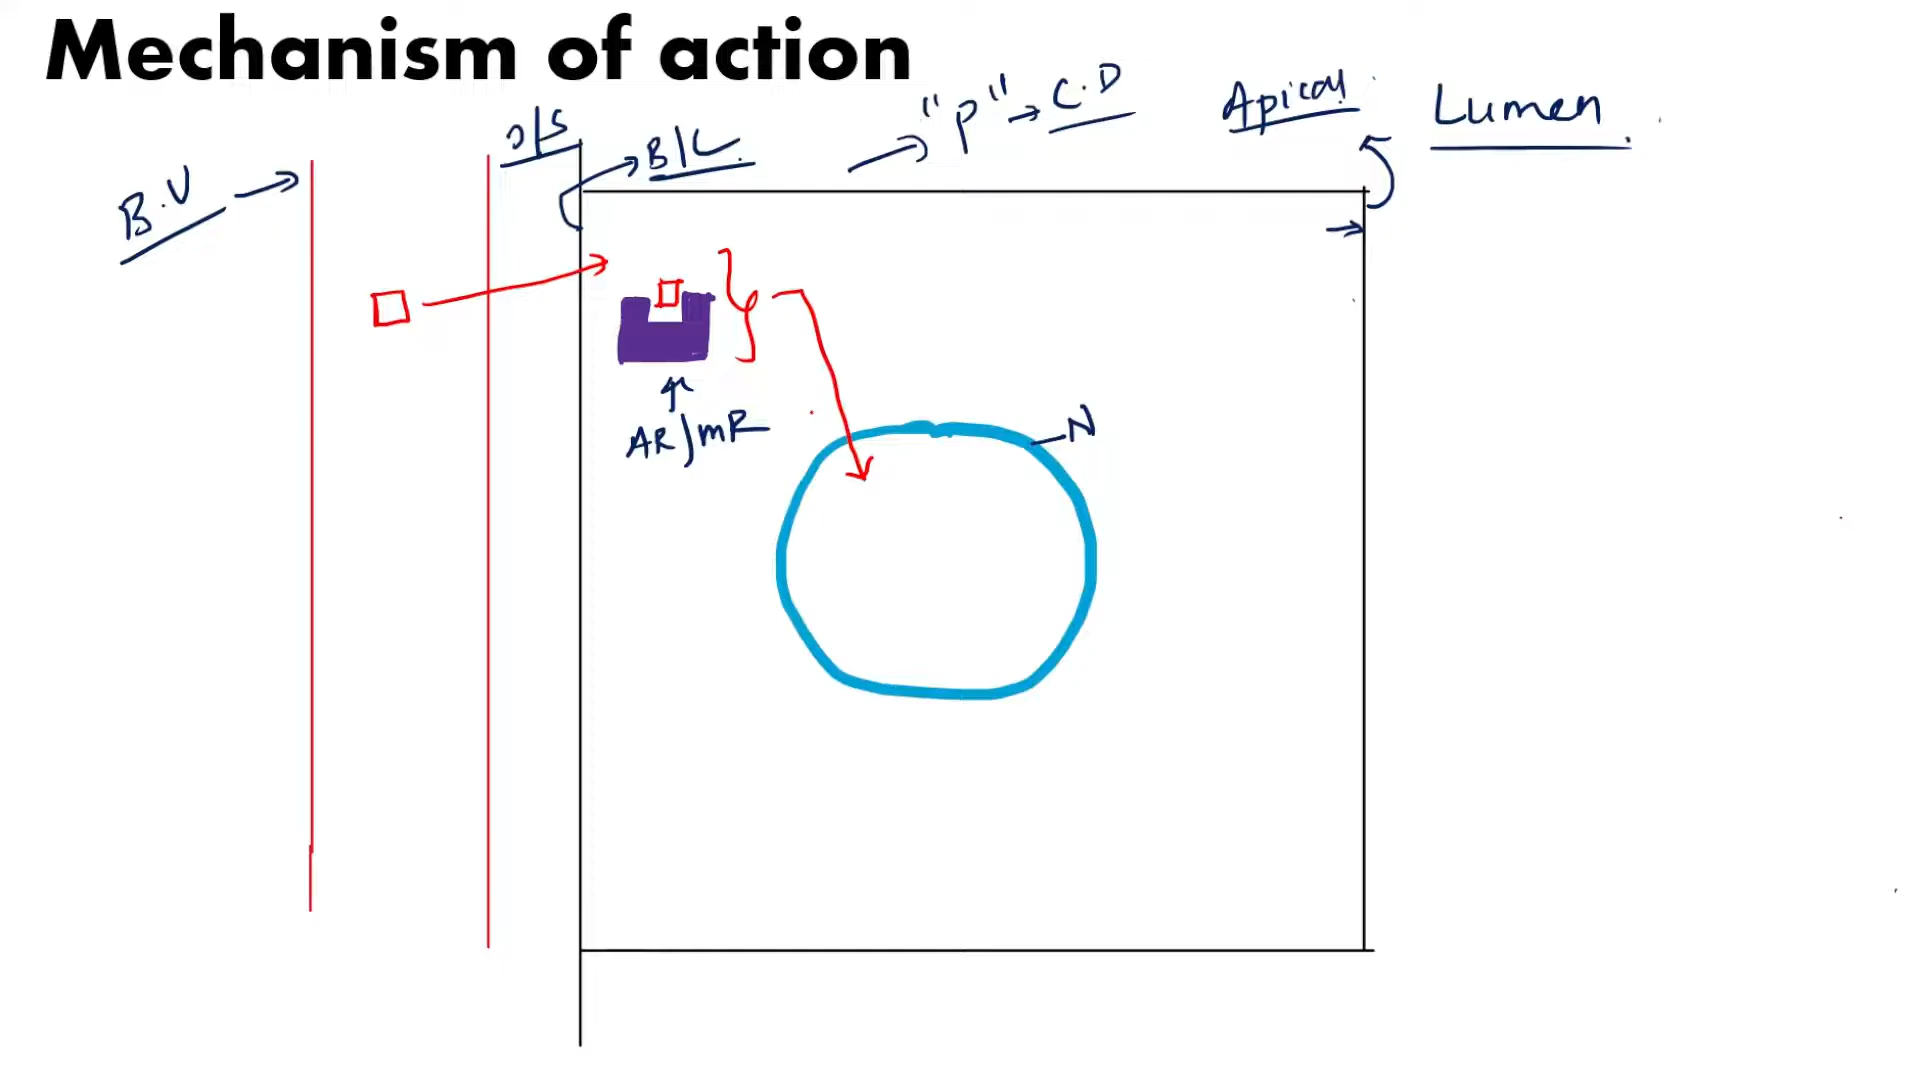 Mechanism of action
B.V
I/S
B/L.
"P" → C.D
Apical
Lumen.
AR/MR
N